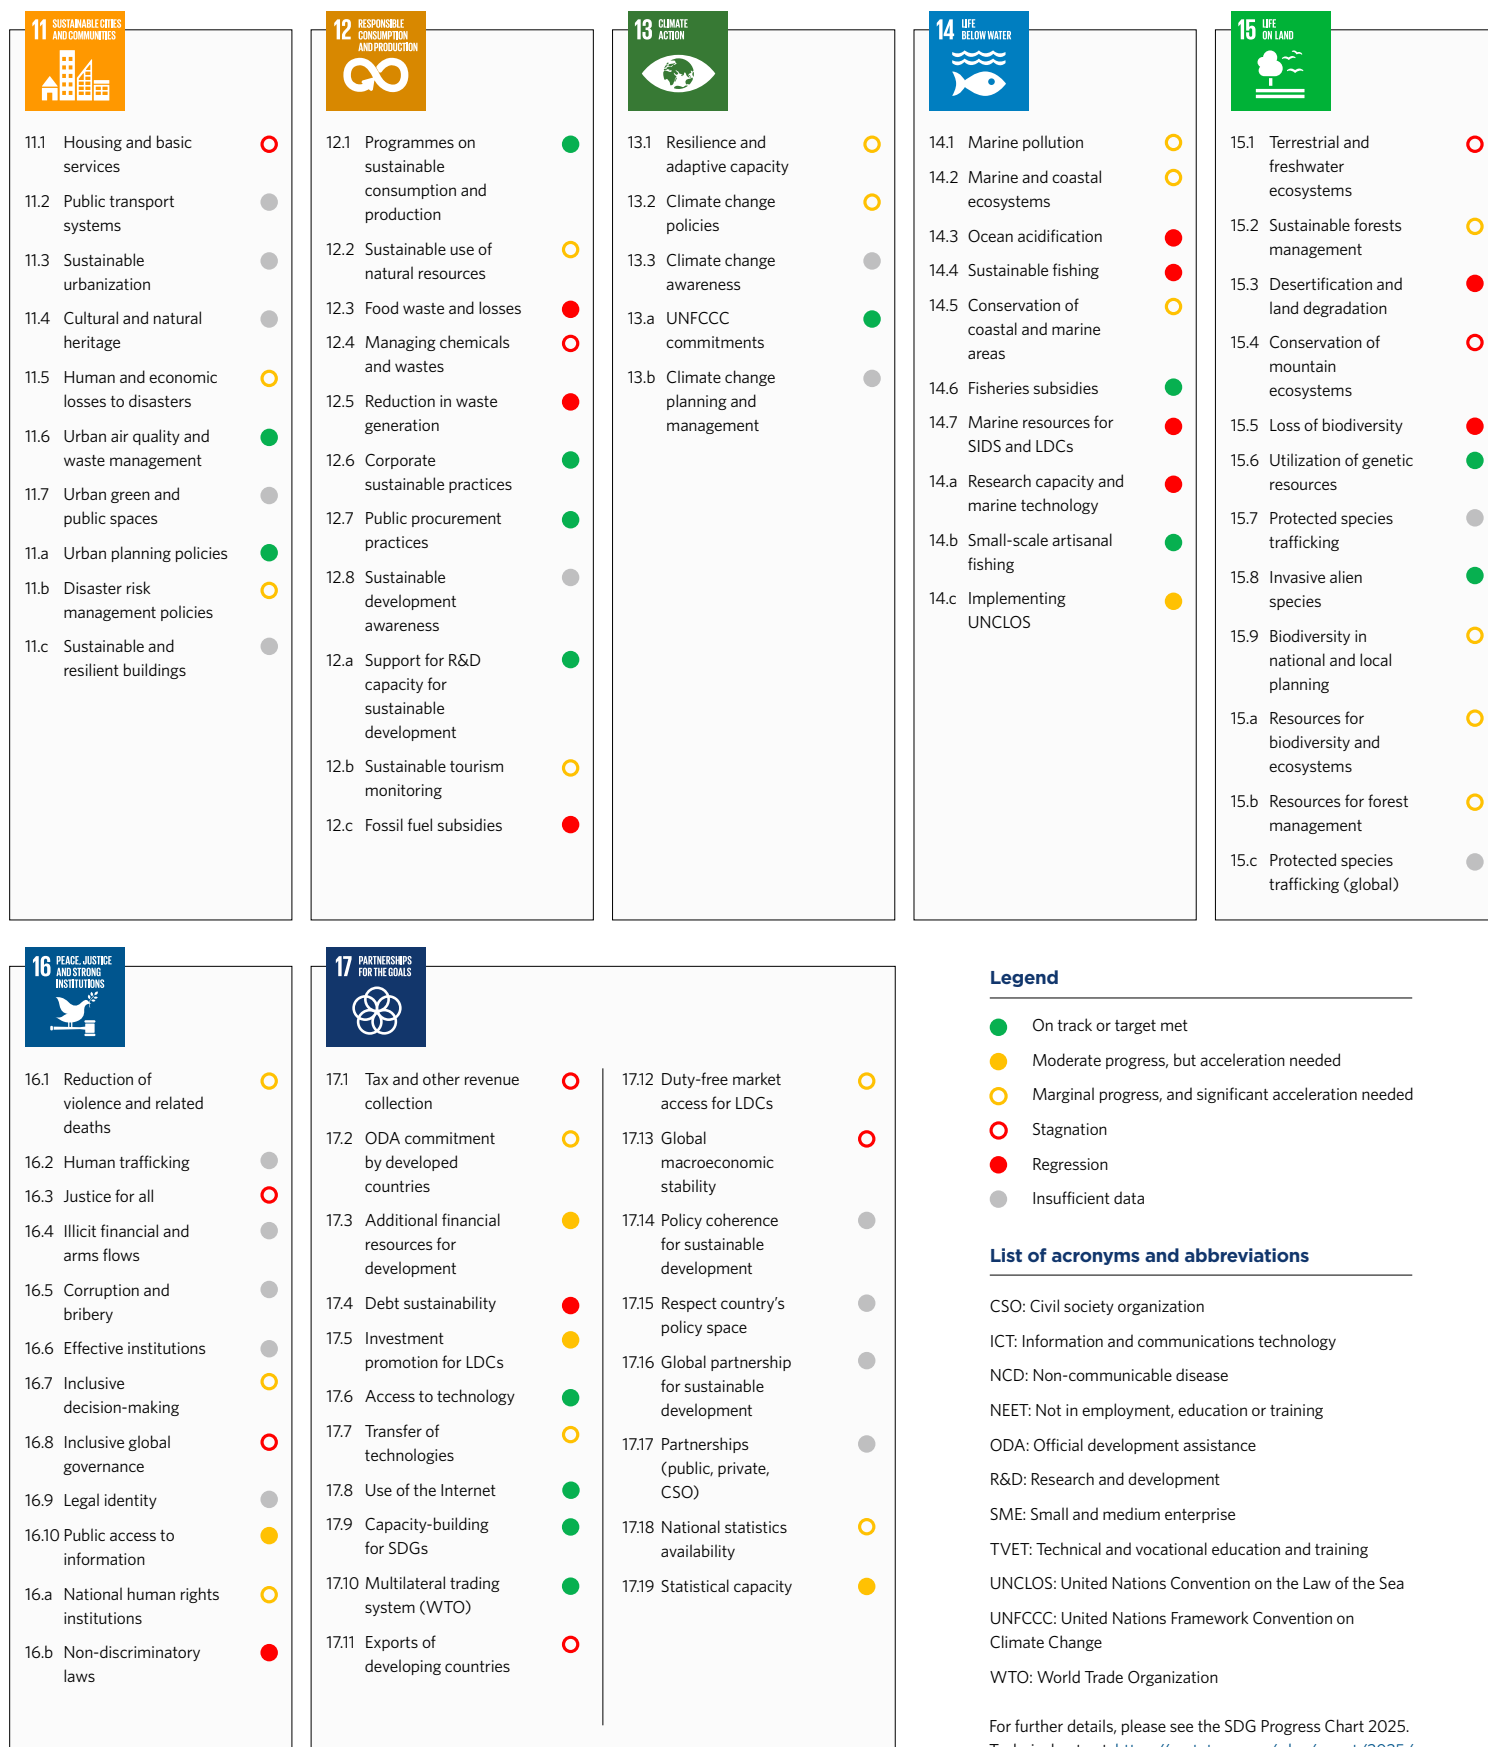 11 SUSTAINABLE CITIES
AND COMMUNITIES
11.1 Housing and basic
services
11.2 Public transport
systems
11.3 Sustainable
urbanization
11.4 Cultural and natural
heritage
11.5 Human and economic
losses to disasters
11.6 Urban air quality and
waste management
11.7 Urban green and
public spaces
11.a Urban planning policies
11.b Disaster risk
management policies
11.c Sustainable and
resilient buildings
12 RESPONSIBLE
CONSUMPTION
AND PRODUCTION
12.1 Programmes on
sustainable
consumption and
production
12.2 Sustainable use of
natural resources
12.3 Food waste and losses
12.4 Managing chemicals
and wastes
12.5 Reduction in waste
generation
12.6 Corporate
sustainable practices
12.7 Public procurement
practices
12.8 Sustainable
development
awareness
12.a Support for R&D
capacity for
sustainable
development
12.b Sustainable tourism
monitoring
12.c Fossil fuel subsidies
13 CLIMATE
ACTION
13.1 Resilience and
adaptive capacity
13.2 Climate change
policies
13.3 Climate change
awareness
13.a UNFCCC
commitments
13.b Climate change
planning and
management
14 LIFE
BELOW WATER
14.1 Marine pollution
14.2 Marine and coastal
ecosystems
14.3 Ocean acidification
14.4 Sustainable fishing
14.5 Conservation of
coastal and marine
areas
14.6 Fisheries subsidies
14.7 Marine resources for
SIDS and LDCs
14.a Research capacity and
marine technology
14.b Small-scale artisanal
fishing
14.c Implementing
UNCLOS
15 LIFE
ON LAND
15.1 Terrestrial and
freshwater
ecosystems
15.2 Sustainable forests
management
15.3 Desertification and
land degradation
15.4 Conservation of
mountain
ecosystems
15.5 Loss of biodiversity
15.6 Utilization of genetic
resources
15.7 Protected species
trafficking
15.8 Invasive alien
species
15.9 Biodiversity in
national and local
planning
15.a Resources for
biodiversity and
ecosystems
15.b Resources for forest
management
15.c Protected species
trafficking (global)
16 PEACE, JUSTICE
AND STRONG
INSTITUTIONS
16.1 Reduction of
violence and related
deaths
16.2 Human trafficking
16.3 Justice for all
16.4 Illicit financial and
arms flows
16.5 Corruption and
bribery
16.6 Effective institutions
16.7 Inclusive
decision-making
16.8 Inclusive global
governance
16.9 Legal identity
16.10 Public access to
information
16.a National human rights
institutions
16.b Non-discriminatory
laws
17 PARTNERSHIPS
FOR THE GOALS
17.1 Tax and other revenue
collection
17.2 ODA commitment
by developed
countries
17.3 Additional financial
resources for
development
17.4 Debt sustainability
17.5 Investment
promotion for LDCs
17.6 Access to technology
17.7 Transfer of
technologies
17.8 Use of the Internet
17.9 Capacity-building
for SDGs
17.10 Multilateral trading
system (WTO)
17.11 Exports of
developing countries
17.12 Duty-free market
access for LDCs
17.13 Global
macroeconomic
stability
17.14 Policy coherence
for sustainable
development
17.15 Respect country's
policy space
17.16 Global partnership
for sustainable
development
17.17 Partnerships
(public, private,
CSO)
17.18 National statistics
availability
17.19 Statistical capacity
Legend
On track or target met
Moderate progress, but acceleration needed
Marginal progress, and significant acceleration needed
Stagnation
Regression
Insufficient data
List of acronyms and abbreviations
CSO: Civil society organization
ICT: Information and communications technology
NCD: Non-communicable disease
NEET: Not in employment, education or training
ODA: Official development assistance
R&D: Research and development
SME: Small and medium enterprise
TVET: Technical and vocational education and training
UNCLOS: United Nations Convention on the Law of the Sea
UNFCCC: United Nations Framework Convention on
Climate Change
WTO: World Trade Organization
For further details, please see the SDG Progress Chart 2025.